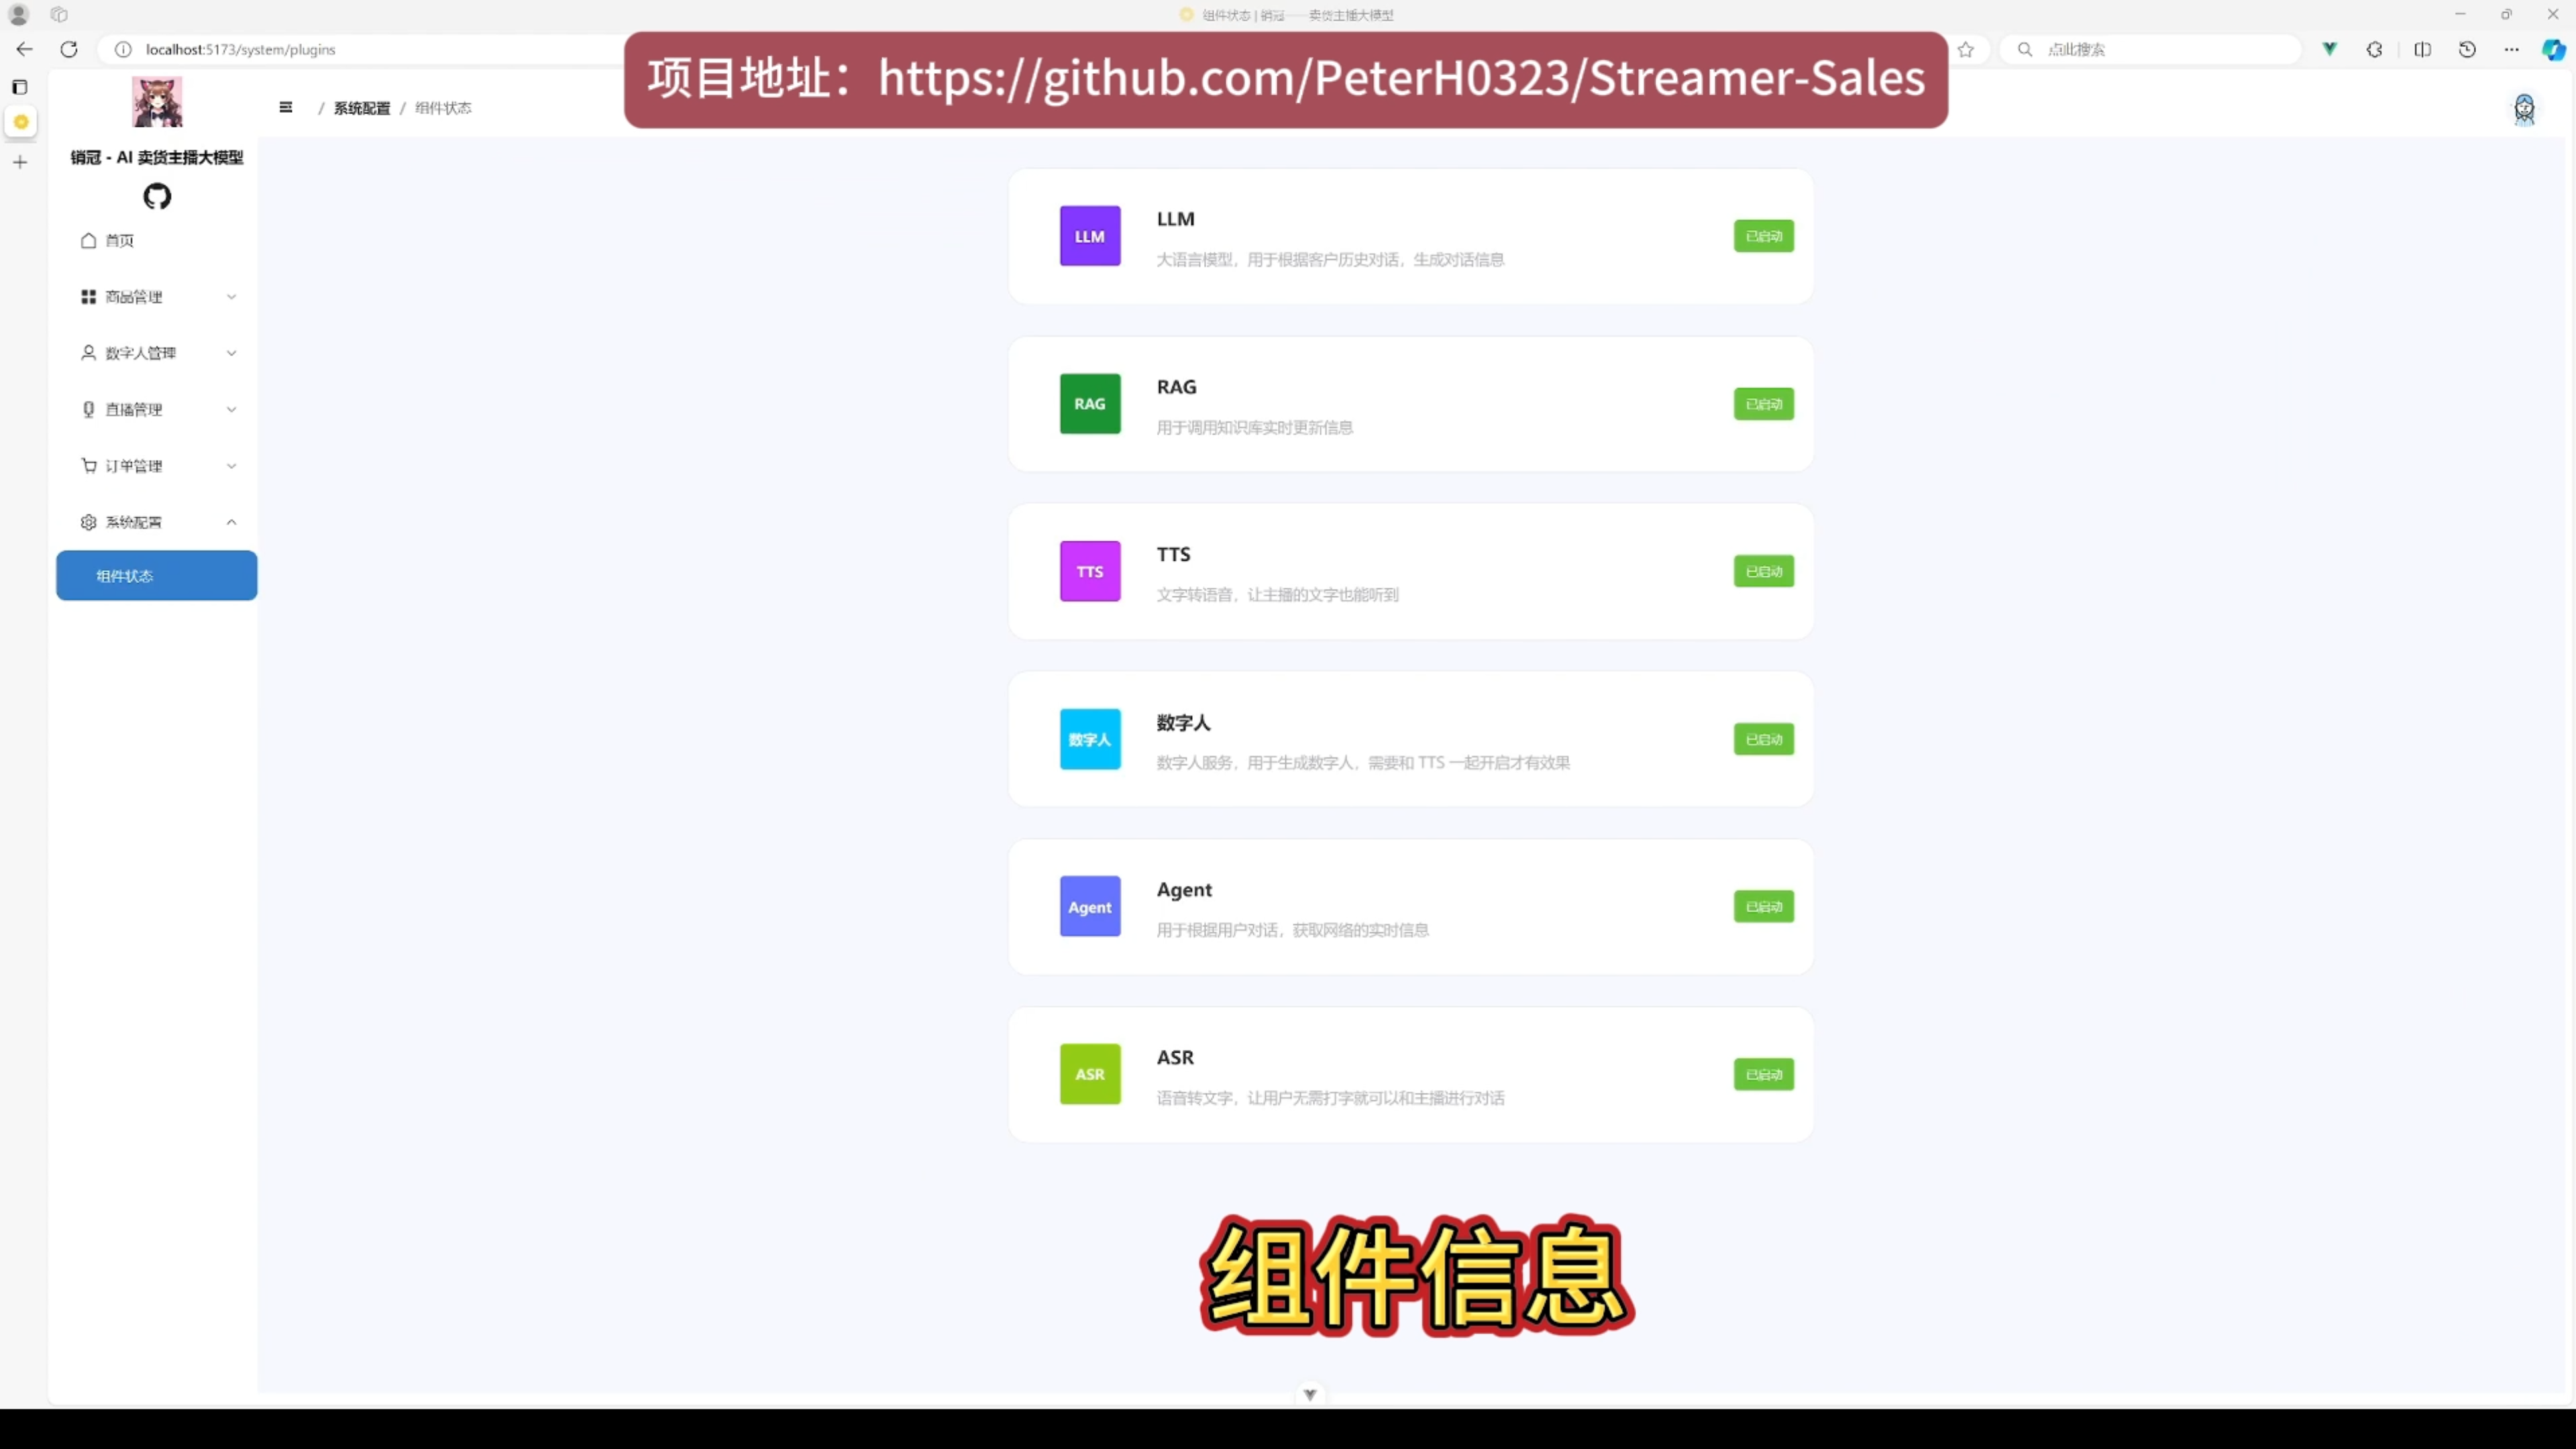 组件状态 | 销冠——卖货主播大模型
localhost:5173/system/plugins
点此搜索
项目地址：https://github.com/PeterH0323/Streamer-Sales
/ 系统配置 / 组件状态
销冠 - AI 卖货主播大模型
首页
商品管理
数字人管理
直播管理
订单管理
系统配置
组件状态
LLM
LLM
大语言模型，用于根据客户历史对话，生成对话信息
已启动
RAG
RAG
用于调用知识库实时更新信息
已启动
TTS
TTS
文字转语音，让主播的文字也能听到
已启动
数字人
数字人
数字人服务，用于生成数字人，需要和 TTS 一起开启才有效果
已启动
Agent
Agent
用于根据用户对话，获取网络的实时信息
已启动
ASR
ASR
语音转文字，让用户无需打字就可以和主播进行对话
已启动
组件信息